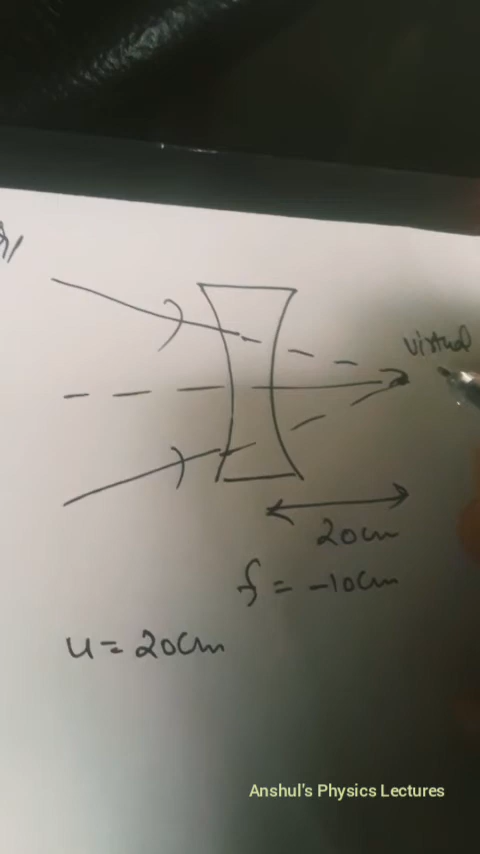 virtual
20cm
f = -10cm
u = 20cm
Anshul's Physics Lectures